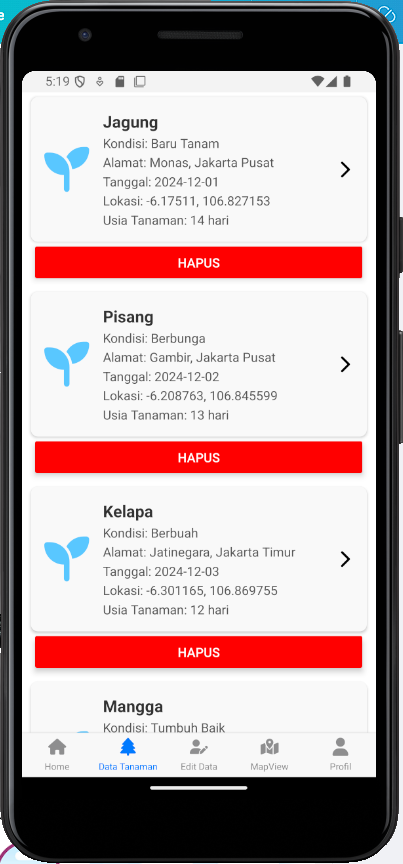 5:19
Jagung
Kondisi: Baru Tanam
Alamat: Monas, Jakarta Pusat
Tanggal: 2024-12-01
Lokasi: -6.17511, 106.827153
Usia Tanaman: 14 hari
HAPUS
Pisang
Kondisi: Berbunga
Alamat: Gambir, Jakarta Pusat
Tanggal: 2024-12-02
Lokasi: -6.208763, 106.845599
Usia Tanaman: 13 hari
HAPUS
Kelapa
Kondisi: Berbuah
Alamat: Jatinegara, Jakarta Timur
Tanggal: 2024-12-03
Lokasi: -6.301165, 106.869755
Usia Tanaman: 12 hari
HAPUS
Mangga
Kondisi: Tumbuh Baik
Home Data Tanaman Edit Data MapView Profil